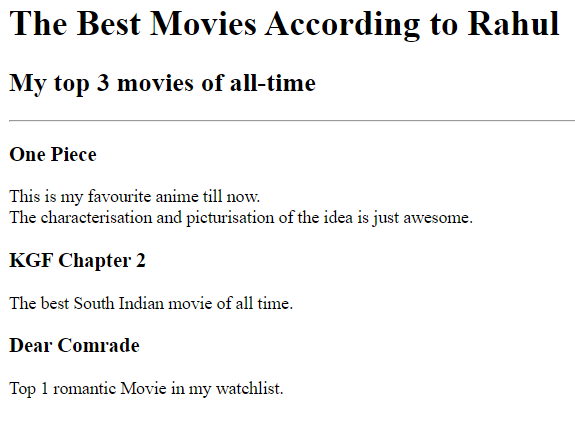 The Best Movies According to Rahul
My top 3 movies of all-time
One Piece
This is my favourite anime till now.
The characterisation and picturisation of the idea is just awesome.
KGF Chapter 2
The best South Indian movie of all time.
Dear Comrade
Top 1 romantic Movie in my watchlist.